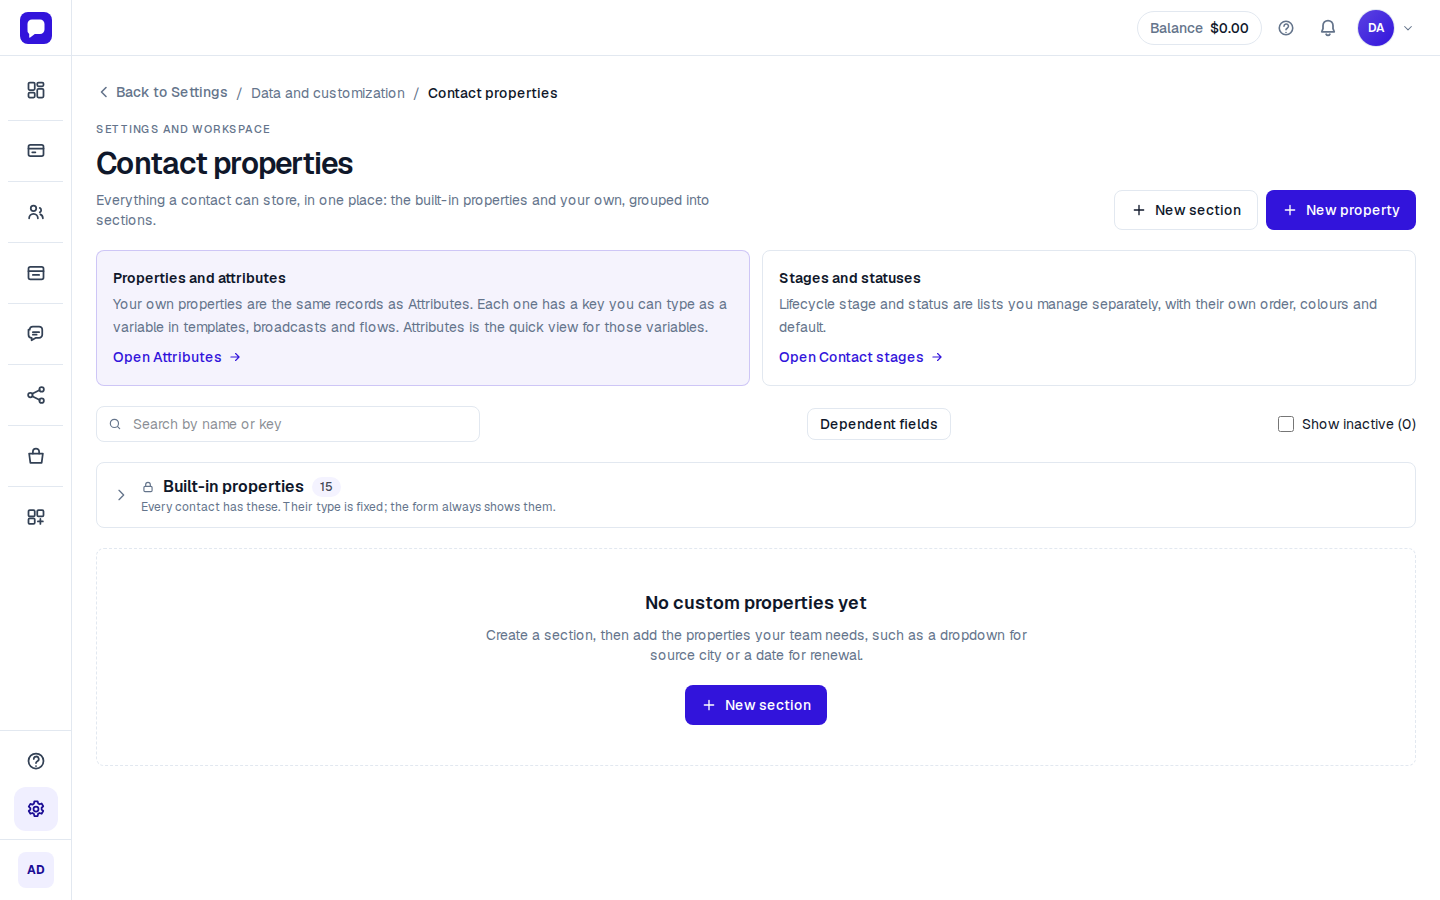 Balance $0.00
DA
Back to Settings / Data and customization / Contact properties
SETTINGS AND WORKSPACE
Contact properties
Everything a contact can store, in one place: the built-in properties and your own, grouped into
sections.
New section
New property
Properties and attributes
Your own properties are the same records as Attributes. Each one has a key you can type as a
variable in templates, broadcasts and flows. Attributes is the quick view for those variables.
Open Attributes
Stages and statuses
Lifecycle stage and status are lists you manage separately, with their own order, colours and
default.
Open Contact stages
Search by name or key
Dependent fields
Show inactive (0)
Built-in properties 15
Every contact has these. Their type is fixed; the form always shows them.
No custom properties yet
Create a section, then add the properties your team needs, such as a dropdown for
source city or a date for renewal.
New section
AD